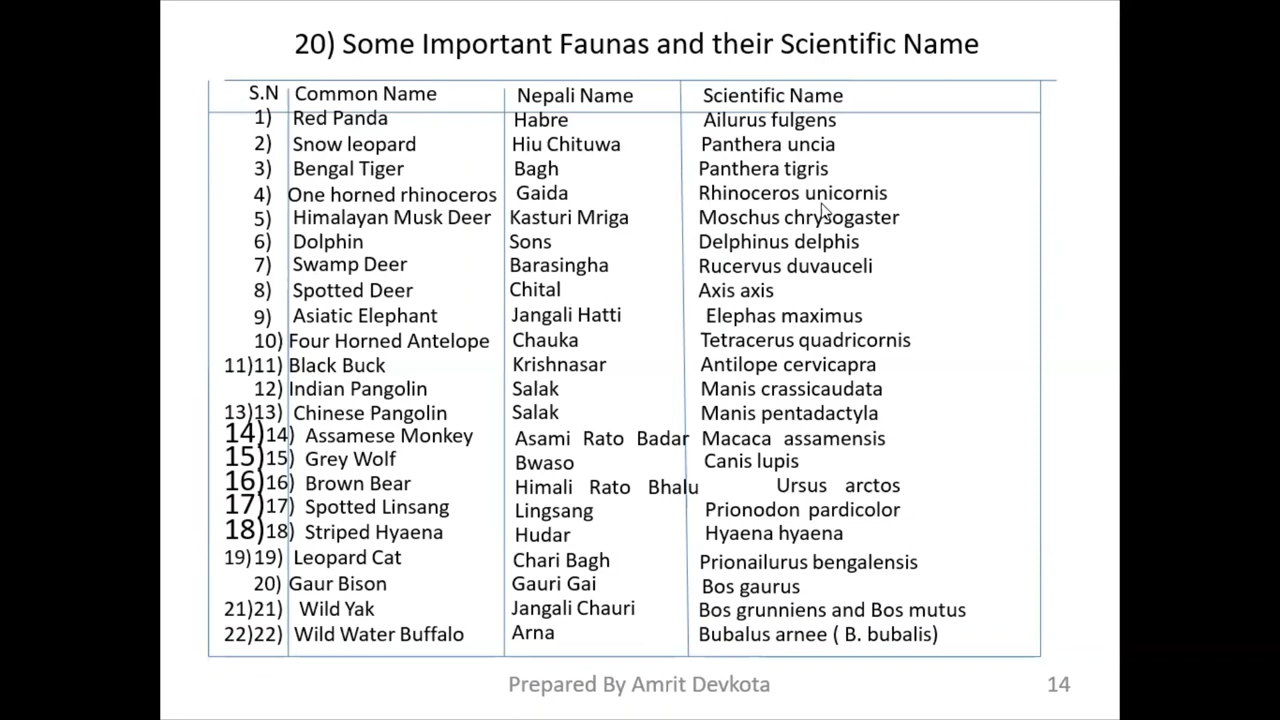 20) Some Important Faunas and their Scientific Name
S.N Common Name Nepali Name Scientific Name
1) Red Panda Habre Ailurus fulgens
2) Snow leopard Hiu Chituwa Panthera uncia
3) Bengal Tiger Bagh Panthera tigris
4) One horned rhinoceros Gaida Rhinoceros unicornis
5) Himalayan Musk Deer Kasturi Mriga Moschus chrysogaster
6) Dolphin Sons Delphinus delphis
7) Swamp Deer Barasingha Rucervus duvauceli
8) Spotted Deer Chital Axis axis
9) Asiatic Elephant Jangali Hatti Elephas maximus
10) Four Horned Antelope Chauka Tetracerus quadricornis
11)11) Black Buck Krishnasar Antilope cervicapra
12) Indian Pangolin Salak Manis crassicaudata
13)13) Chinese Pangolin Salak Manis pentadactyla
14)14) Assamese Monkey Asami Rato Badar Macaca assamensis
15)15) Grey Wolf Bwaso Canis lupis
16)16) Brown Bear Himali Rato Bhalu Ursus arctos
17)17) Spotted Linsang Lingsang Prionodon pardicolor
18)18) Striped Hyaena Hudar Hyaena hyaena
19)19) Leopard Cat Chari Bagh Prionailurus bengalensis
20) Gaur Bison Gauri Gai Bos gaurus
21)21) Wild Yak Jangali Chauri Bos grunniens and Bos mutus
22)22) Wild Water Buffalo Arna Bubalus arnee ( B. bubalis)
Prepared By Amrit Devkota 14